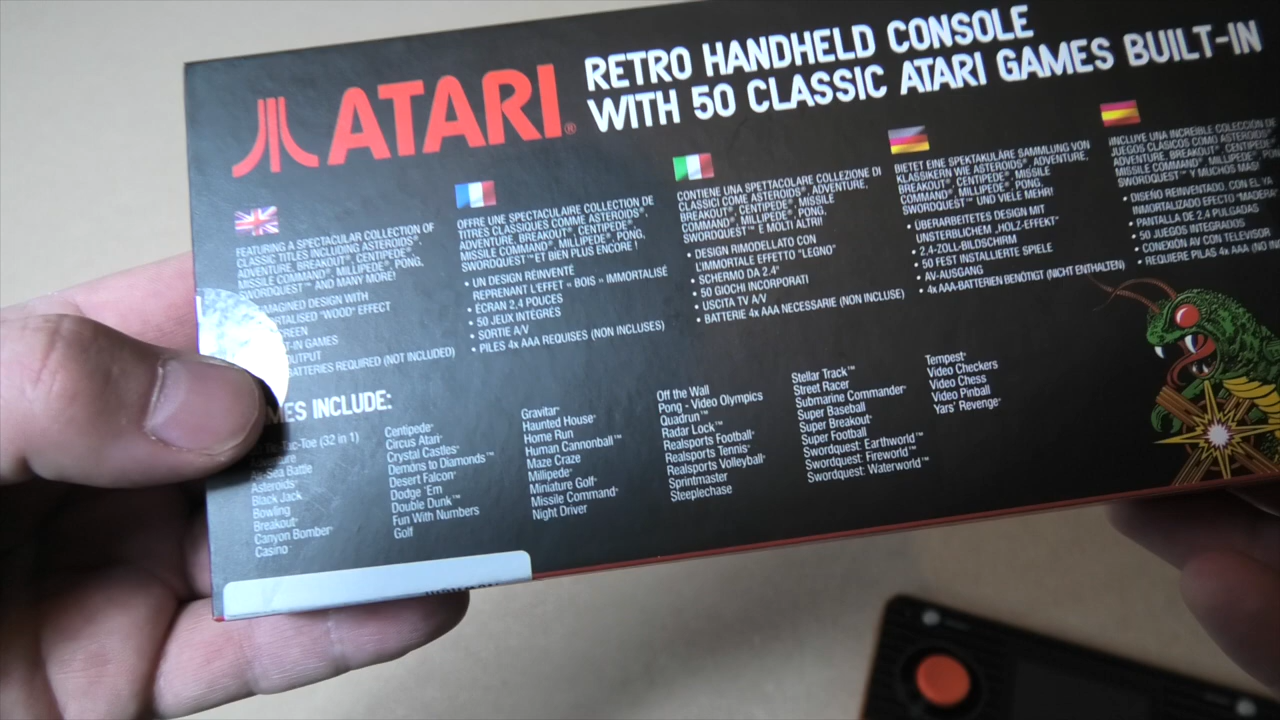 ATARI®
RETRO HANDHELD CONSOLE
WITH 50 CLASSIC ATARI GAMES BUILT-IN
FEATURING A SPECTACULAR COLLECTION OF
CLASSIC TITLES INCLUDING ASTEROIDS®,
ADVENTURE, BREAKOUT®, CENTIPEDE®,
MISSILE COMMAND®, MILLIPEDE®, PONG,
SWORDQUEST™ AND MANY MORE!
DESIGN WITH
"WOOD" EFFECT
GAMES
REQUIRED (NOT INCLUDED)
OFFRE UNE SPECTACULAIRE COLLECTION DE
TITRES CLASSIQUES COMME ASTEROIDS®,
ADVENTURE, BREAKOUT®, CENTIPEDE®,
MISSILE COMMAND®, MILLIPEDE®, PONG,
SWORDQUEST™ ET BIEN PLUS ENCORE !
• UN DESIGN RÉINVENTÉ
REPRENANT L'EFFET « BOIS » IMMORTALISÉ
• ÉCRAN 2,4 POUCES
• 50 JEUX INTÉGRÉS
• SORTIE A/V
• PILES 4x AAA REQUISES (NON INCLUSES)
CONTIENE UNA SPETTACOLARE COLLEZIONE DI
CLASSICI COME ASTEROIDS®, ADVENTURE,
BREAKOUT®, CENTIPEDE®, MISSILE
COMMAND®, MILLIPEDE®, PONG,
SWORDQUEST™ E MOLTI ALTRI!
• DESIGN RIMODELLATO CON
L'IMMORTALE EFFETTO "LEGNO"
• SCHERMO DA 2.4"
• 50 GIOCHI INCORPORATI
• USCITA TV A/V
• BATTERIE 4x AAA NECESSARIE (NON INCLUSE)
BIETET EINE SPEKTAKULÄRE SAMMLUNG VON
KLASSIKERN WIE ASTEROIDS®, ADVENTURE,
BREAKOUT®, CENTIPEDE®, MISSILE
COMMAND®, MILLIPEDE®, PONG,
SWORDQUEST™ UND VIELE MEHR!
• ÜBERARBEITETES DESIGN MIT
UNSTERBLICHEM „HOLZ-EFFEKT"
• 2,4-ZOLL-BILDSCHIRM
• 50 FEST INSTALLIERTE SPIELE
• AV-AUSGANG
• 4x AAA-BATTERIEN BENÖTIGT (NICHT ENTHALTEN)
INCLUYE UNA INCREÍBLE COLECCIÓN DE
JUEGOS CLÁSICOS COMO ASTEROIDS®,
ADVENTURE, BREAKOUT®, CENTIPEDE®,
MISSILE COMMAND®, MILLIPEDE®, PONG,
SWORDQUEST™ Y MUCHOS MÁS!
• DISEÑO REINVENTADO, CON EL YA
INMORTALIZADO EFECTO
• PANTALLA DE 2,4 PULGADAS
• 50 JUEGOS INTEGRADOS
• CONEXIÓN AV CON TELEVISOR
• REQUIERE PILAS 4x AAA (NO
INCLUDE:
(32 in 1)
Sea Battle
Asteroids®
Black Jack
Bowling
Breakout®
Canyon Bomber®
Casino
Centipede®
Circus Atari®
Crystal Castles®
Demons to Diamonds™
Desert Falcon®
Dodge 'Em
Double Dunk™
Fun With Numbers
Golf
Gravitar®
Haunted House®
Home Run
Human Cannonball™
Maze Craze
Millipede®
Miniature Golf®
Missile Command®
Night Driver
Off the Wall
Pong - Video Olympics
Quadrun™
Radar Lock™
Realsports Football®
Realsports Tennis®
Realsports Volleyball®
Sprintmaster
Steeplechase
Stellar Track™
Street Racer
Submarine Commander®
Super Baseball
Super Breakout®
Super Football
Swordquest: Earthworld™
Swordquest: Fireworld™
Swordquest: Waterworld™
Tempest®
Video Checkers
Video Chess
Video Pinball
Yars' Revenge®